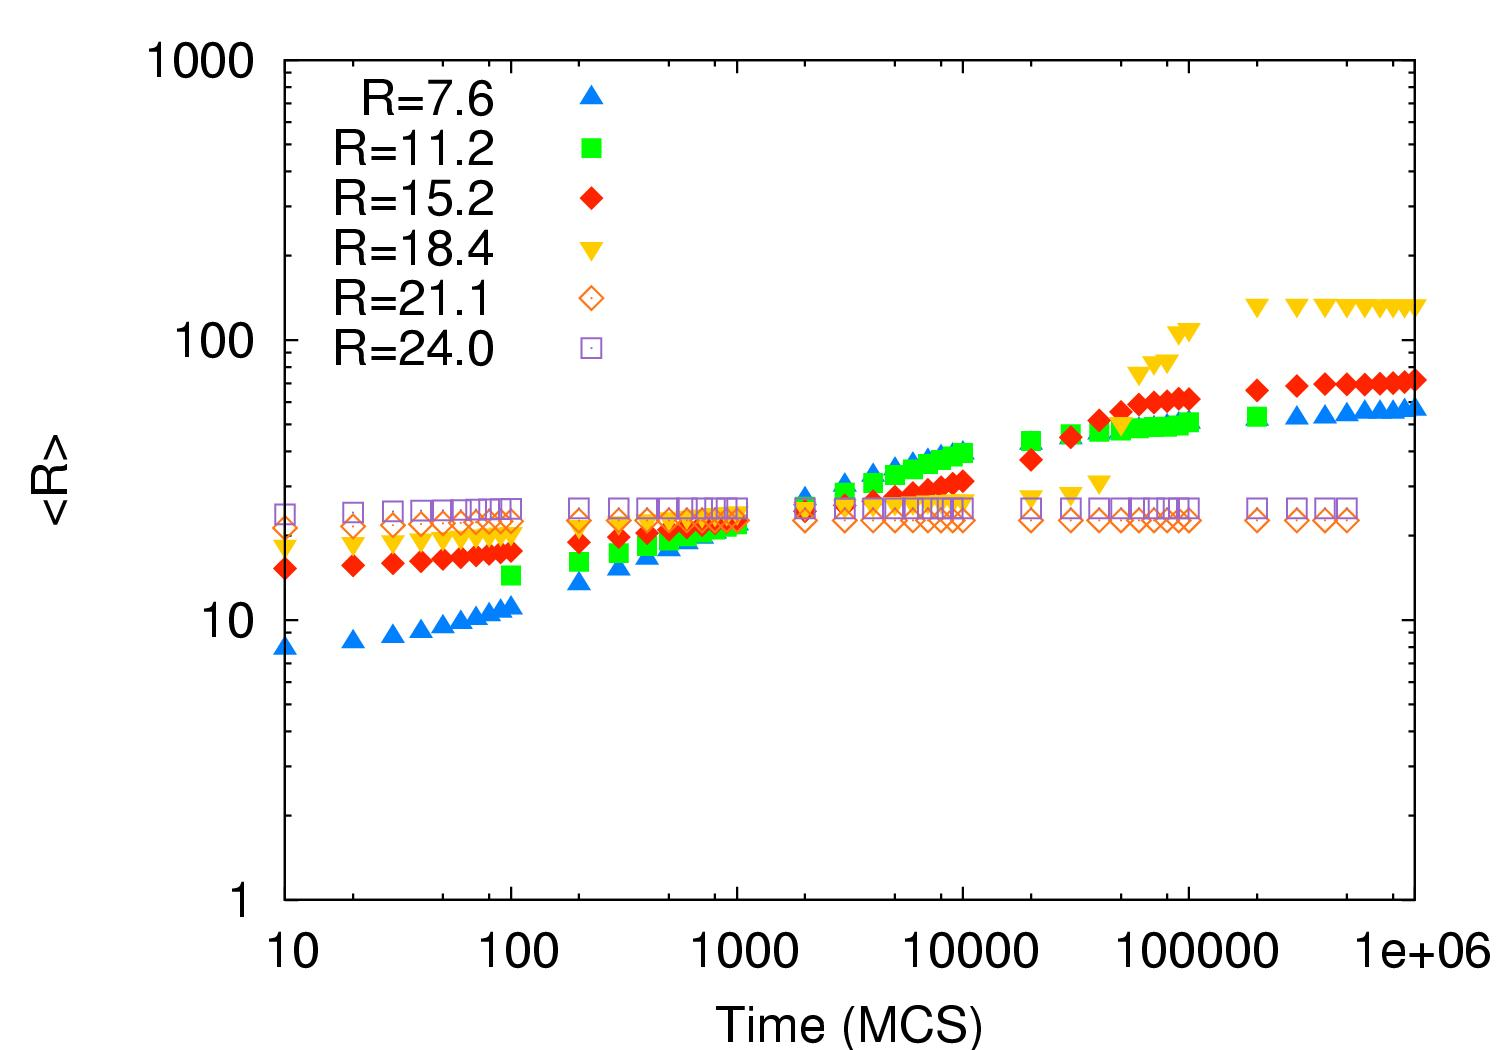 1000
100
10
1
<R>
R=7.6
R=11.2
R=15.2
R=18.4
R=21.1
R=24.0
10 100 1000 10000 100000 1e+06
Time (MCS)